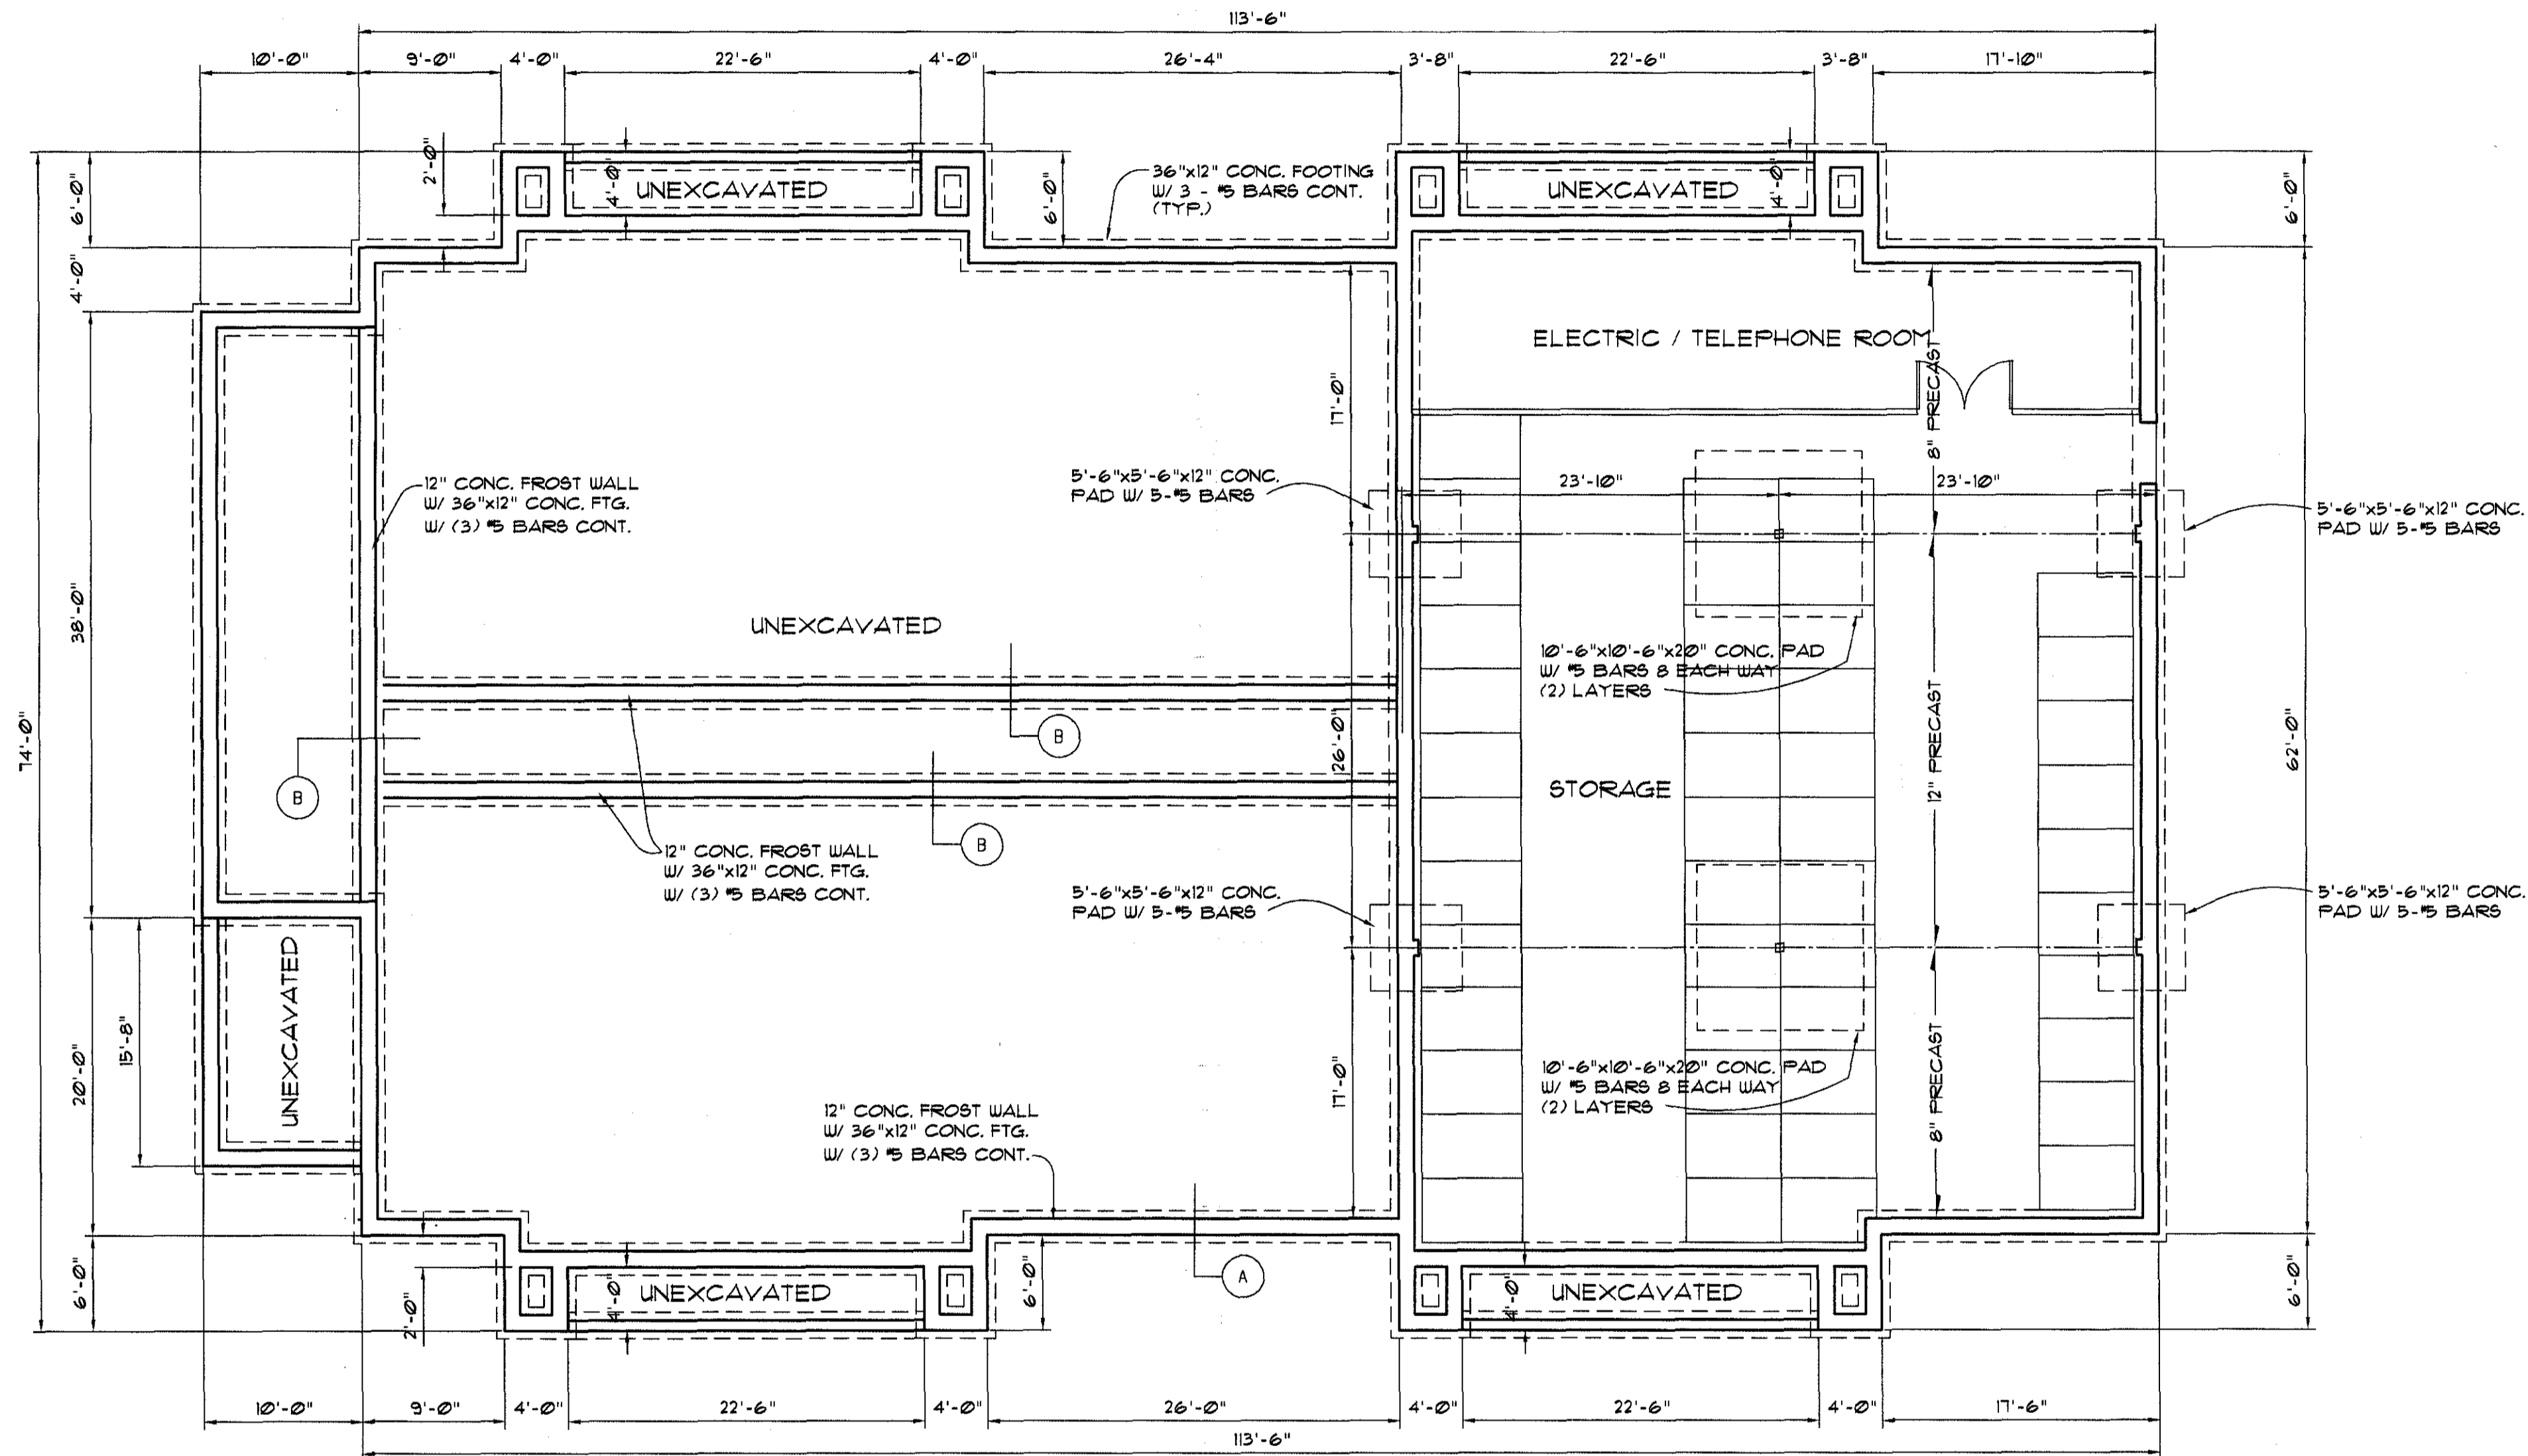 113'-6"
10'-0" 9'-0" 4'-0" 22'-6" 4'-0" 26'-4" 3'-8" 22'-6" 3'-8" 17'-10"
2'-0"
4'-0"
UNEXCAVATED
6'-0"
36"x12" CONC. FOOTING
W/ 3 - #5 BARS CONT.
(TYP.)
UNEXCAVATED
4'-0"
6'-0"
6'-0"
4'-0"
ELECTRIC / TELEPHONE ROOM
8" PRECAST
17'-0"
12" CONC. FROST WALL
W/ 36"x12" CONC. FTG.
W/ (3) #5 BARS CONT.
5'-6"x5'-6"x12" CONC.
PAD W/ 5-#5 BARS
23'-10" 23'-10"
5'-6"x5'-6"x12" CONC.
PAD W/ 5-#5 BARS
38'-0"
UNEXCAVATED
10'-6"x10'-6"x20" CONC. PAD
W/ #5 BARS 8 EACH WAY
(2) LAYERS
74'-0"
B
26'-0"
12" PRECAST
62'-0"
B
STORAGE
B
12" CONC. FROST WALL
W/ 36"x12" CONC. FTG.
W/ (3) #5 BARS CONT.
5'-6"x5'-6"x12" CONC.
PAD W/ 5-#5 BARS
5'-6"x5'-6"x12" CONC.
PAD W/ 5-#5 BARS
UNEXCAVATED
15'-8"
20'-0"
17'-0"
10'-6"x10'-6"x20" CONC. PAD
W/ #5 BARS 8 EACH WAY
(2) LAYERS
8" PRECAST
12" CONC. FROST WALL
W/ 36"x12" CONC. FTG.
W/ (3) #5 BARS CONT.
A
6'-0"
2'-0"
4'-0"
UNEXCAVATED
6'-0"
4'-0"
UNEXCAVATED
6'-0"
10'-0" 9'-0" 4'-0" 22'-6" 4'-0" 26'-0" 4'-0" 22'-6" 4'-0" 17'-6"
113'-6"